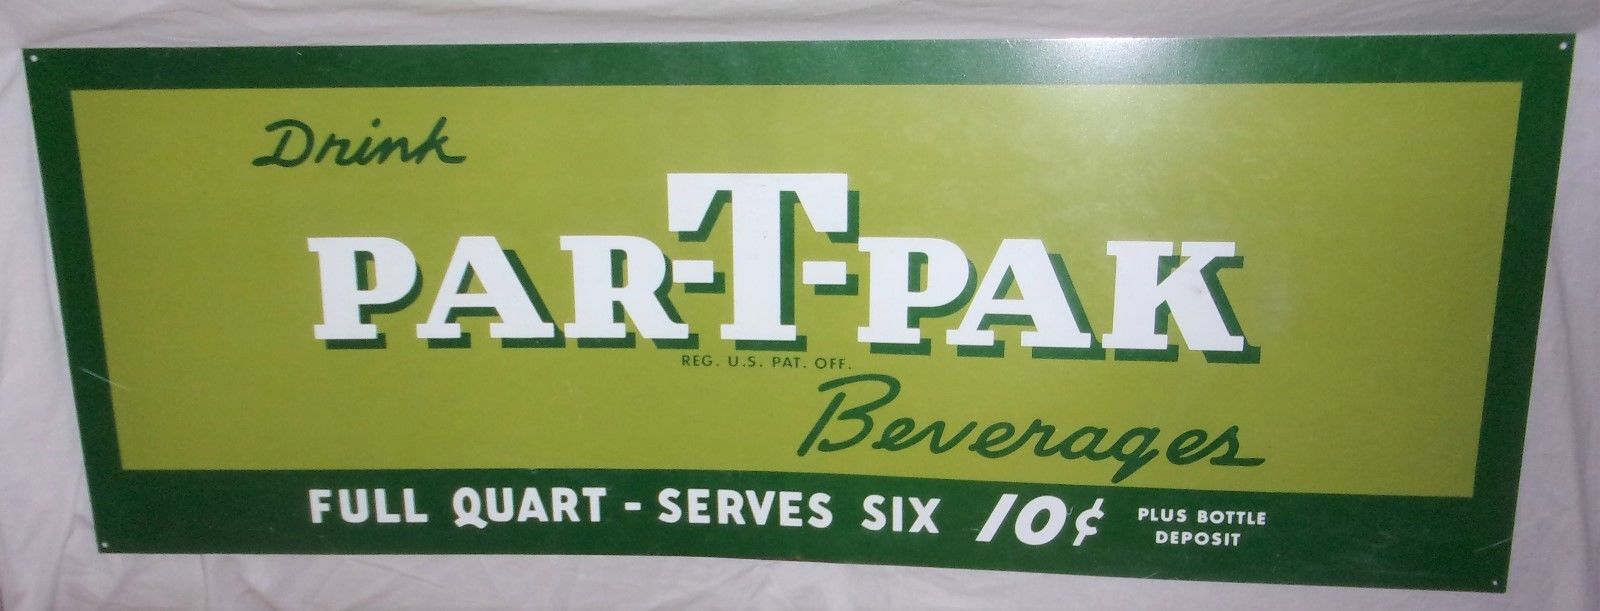 Drink
PAR-T-PAK
REG. U.S. PAT. OFF.
Beverages
FULL QUART - SERVES SIX 10¢ PLUS BOTTLE
DEPOSIT